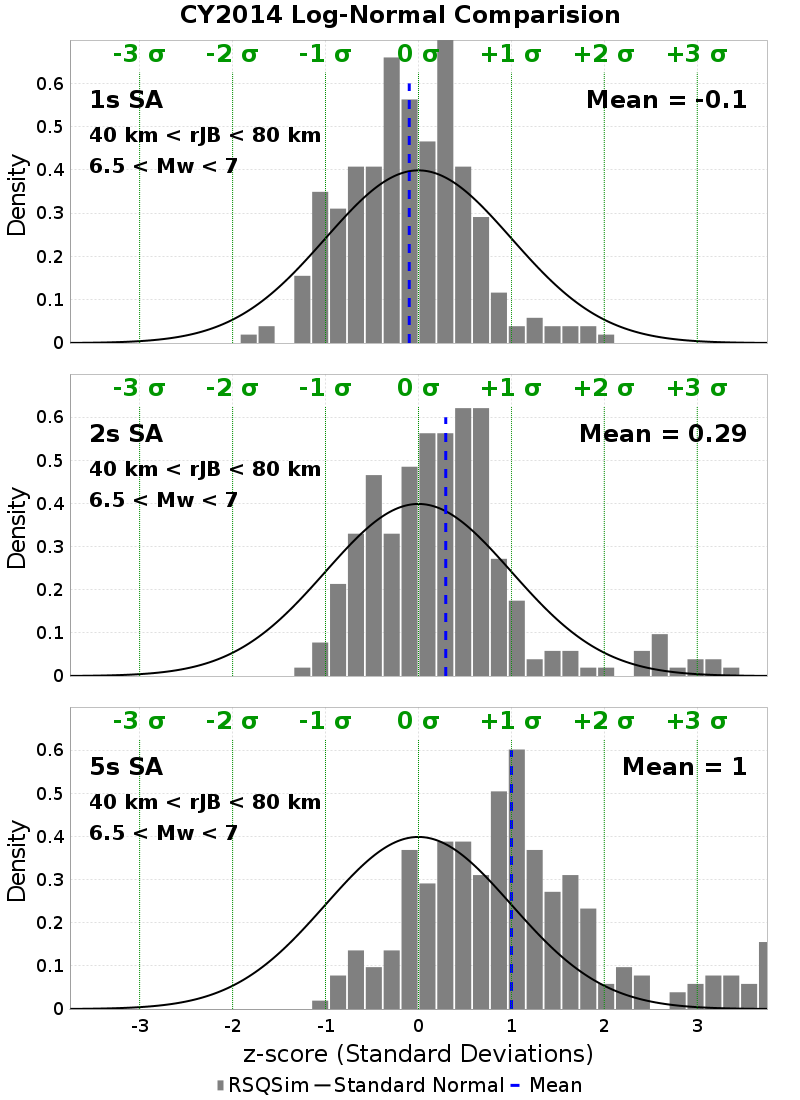 CY2014 Log-Normal Comparision
-3 σ -2 σ -1 σ 0 σ +1 σ +2 σ +3 σ
1s SA Mean = -0.1
40 km < rJB < 80 km
6.5 < Mw < 7
Density
0.6
0.5
0.4
0.3
0.2
0.1
0
-3 σ -2 σ -1 σ 0 σ +1 σ +2 σ +3 σ
2s SA Mean = 0.29
40 km < rJB < 80 km
6.5 < Mw < 7
Density
0.6
0.5
0.4
0.3
0.2
0.1
0
-3 σ -2 σ -1 σ 0 σ +1 σ +2 σ +3 σ
5s SA Mean = 1
40 km < rJB < 80 km
6.5 < Mw < 7
Density
0.6
0.5
0.4
0.3
0.2
0.1
0
-3 -2 -1 0 1 2 3
z-score (Standard Deviations)
RSQSim Standard Normal Mean